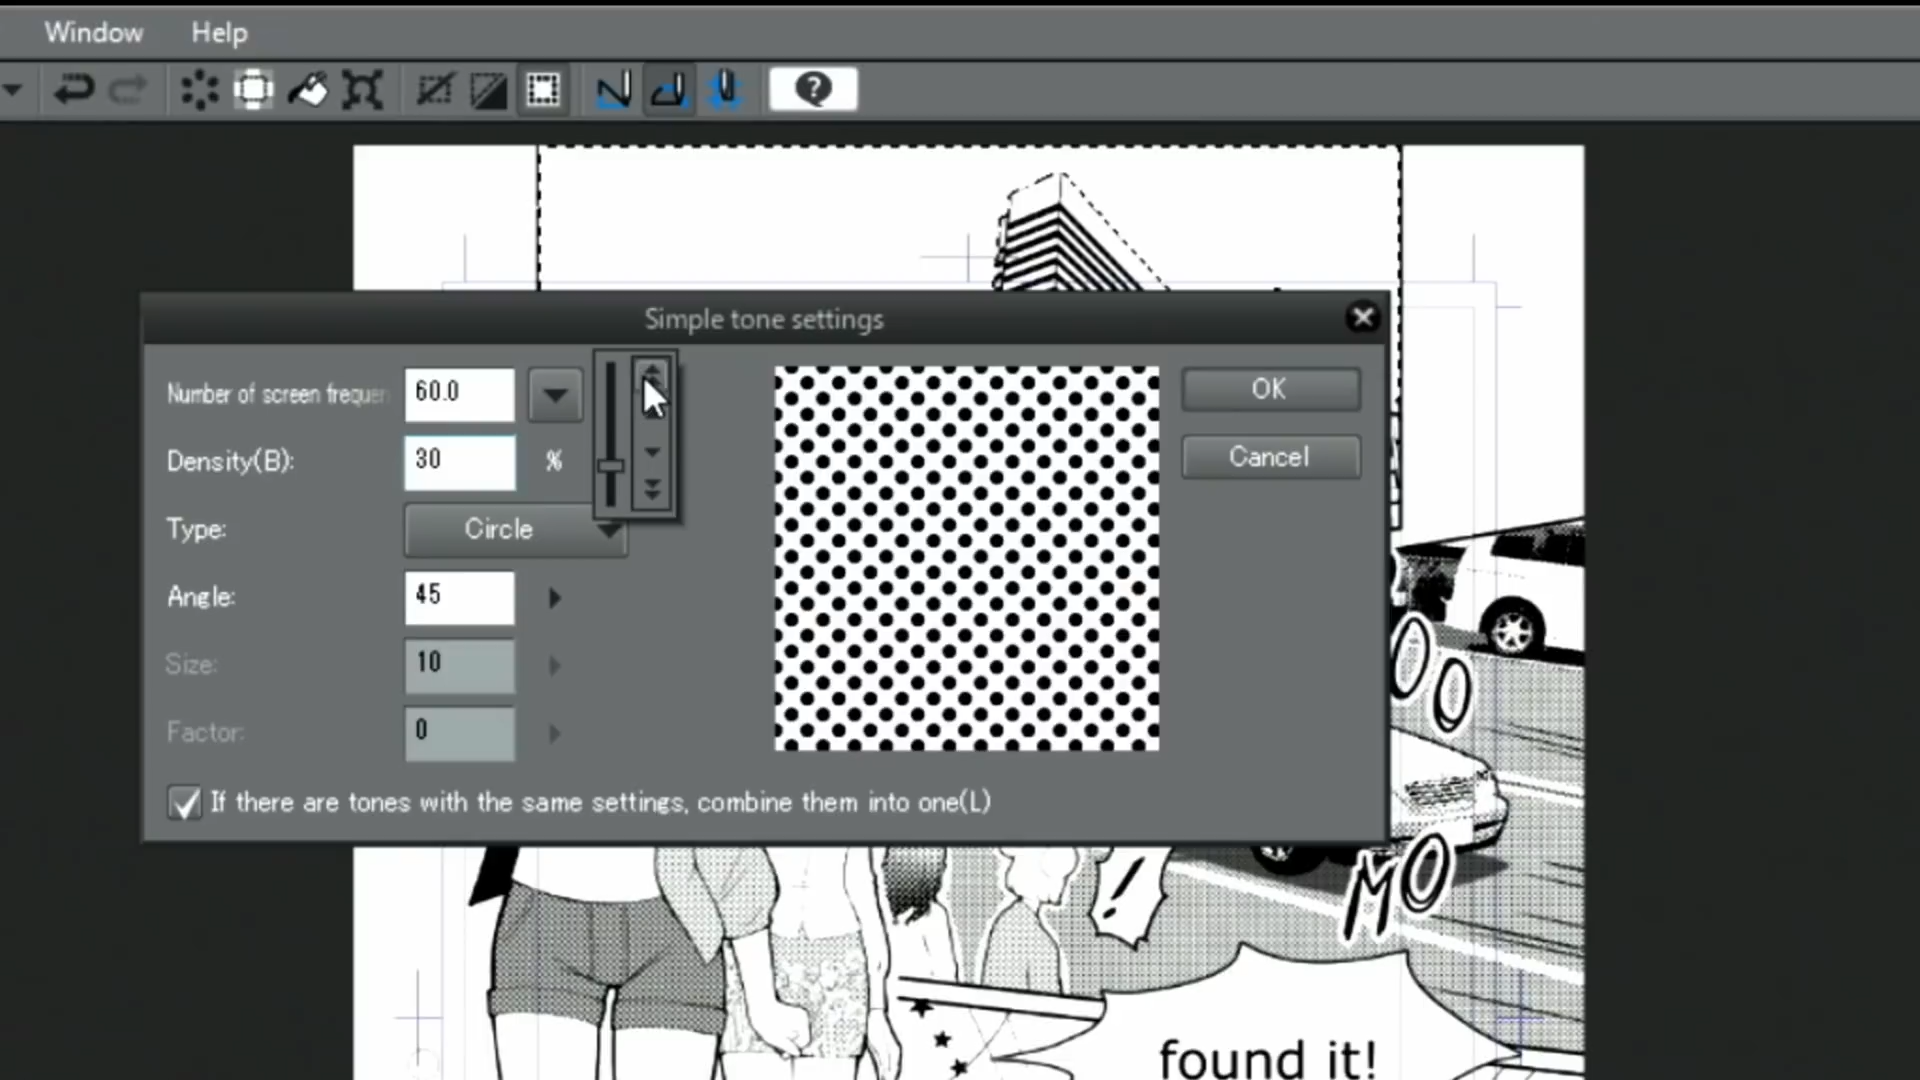 Window Help
Simple tone settings
Number of screen frequen 60.0
Density(B): 30 %
Type: Circle
Angle: 45
Size: 10
Factor: 0
If there are tones with the same settings, combine them into one(L)
OK
Cancel
OO
MO
!
found it!